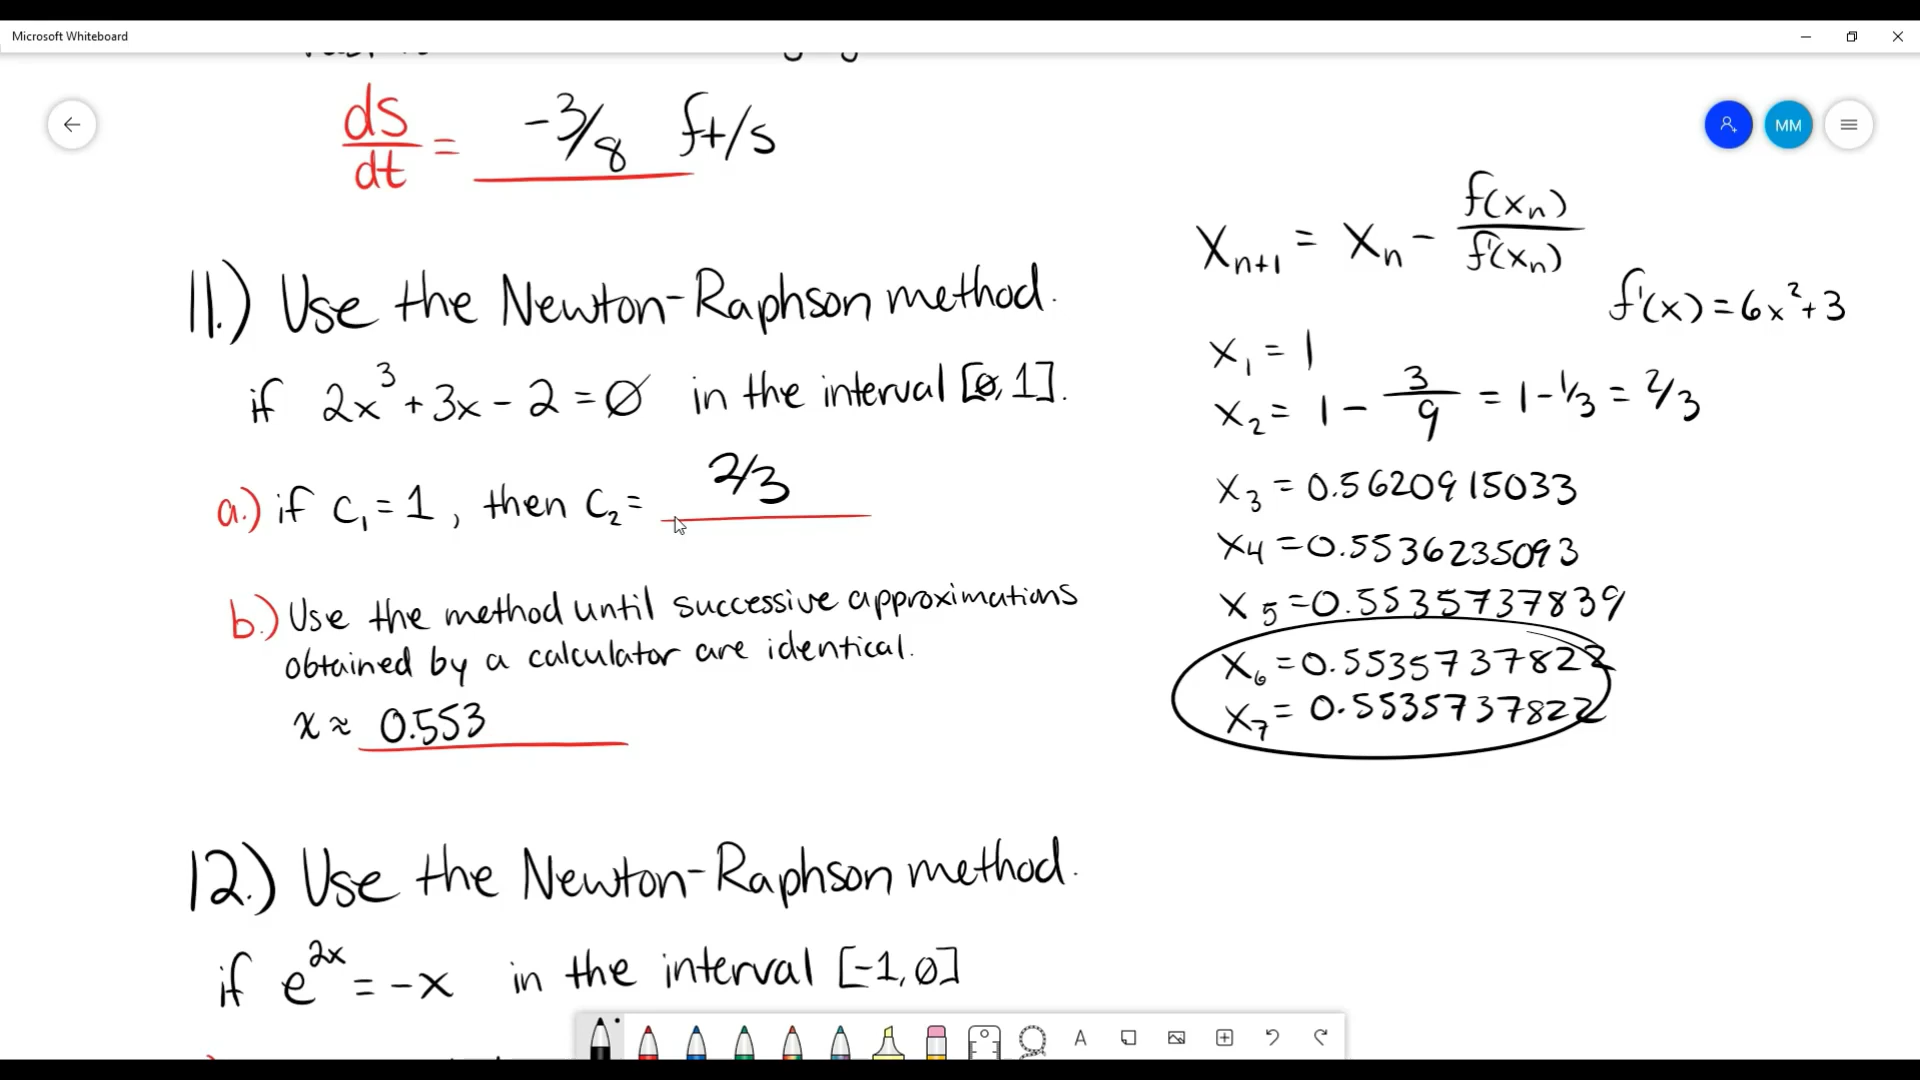 Microsoft Whiteboard
MM
ds/dt = -3/8 ft/s
11.) Use the Newton-Raphson method.
if 2x³ + 3x - 2 = 0 in the interval [0, 1].
a.) if c₁ = 1, then c₂ = 2/3
b.) Use the method until successive approximations
obtained by a calculator are identical.
x ≈ 0.553
xₙ₊₁ = xₙ - f(xₙ)/f'(xₙ)
f'(x) = 6x² + 3
x₁ = 1
x₂ = 1 - 3/9 = 1 - 1/3 = 2/3
x₃ = 0.5620915033
x₄ = 0.5536235093
x₅ = 0.5535737839
x₆ = 0.5535737822
x₇ = 0.5535737822
12.) Use the Newton-Raphson method.
if e²ˣ = -x in the interval [-1, 0]
A